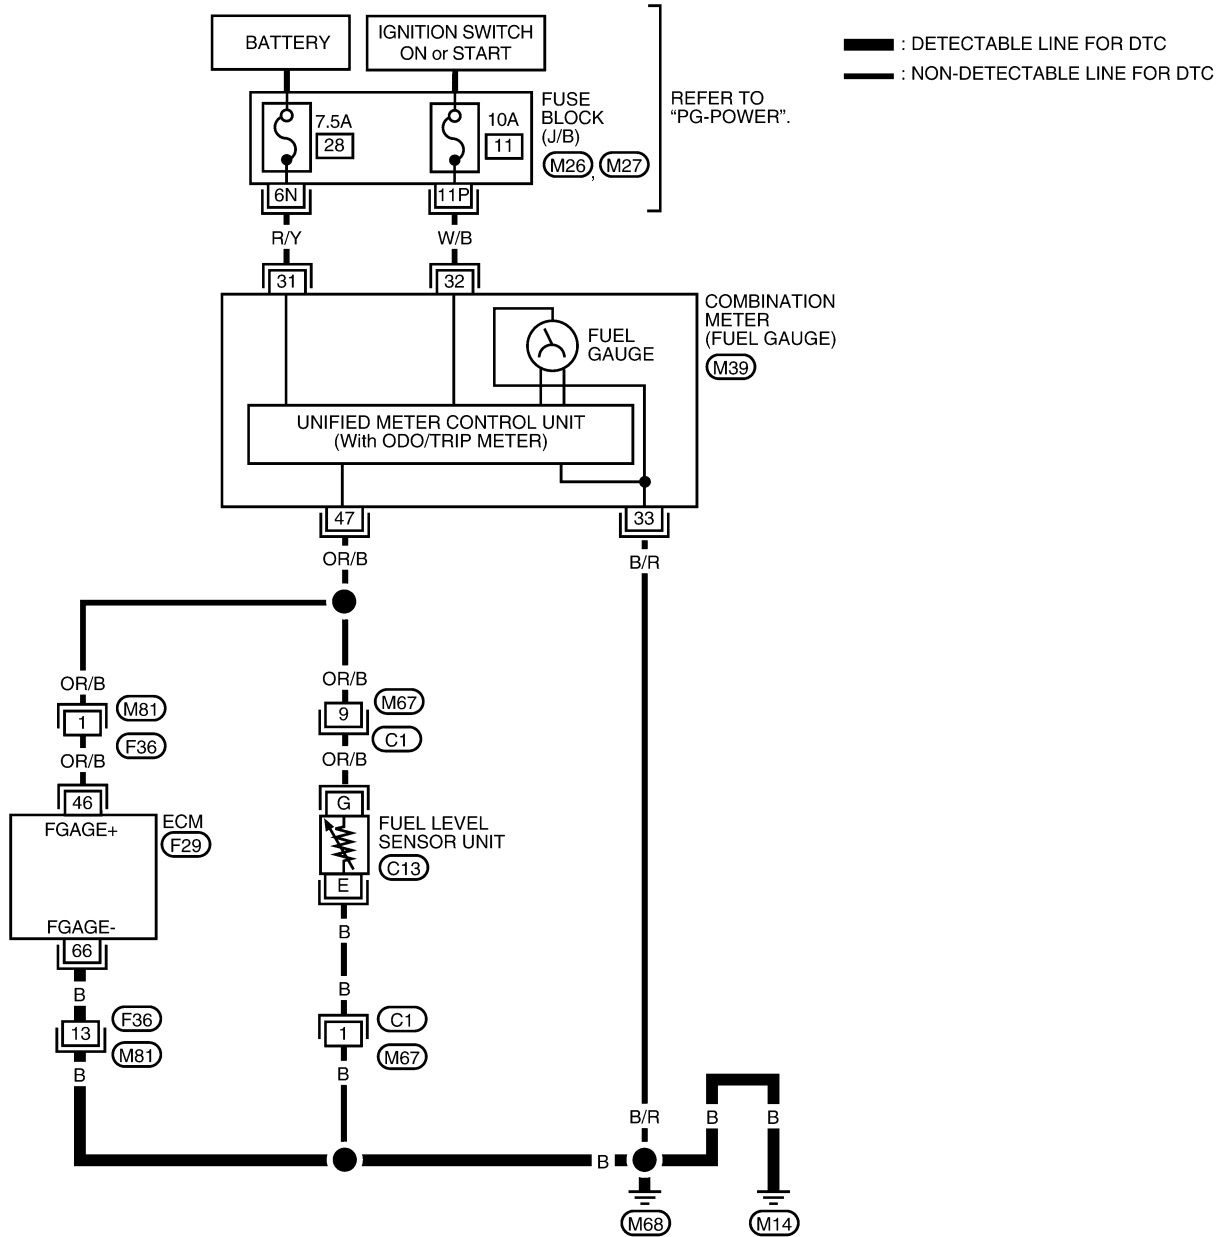 BATTERY
IGNITION SWITCH
ON or START
: DETECTABLE LINE FOR DTC
: NON-DETECTABLE LINE FOR DTC
7.5A
28
10A
11
FUSE
BLOCK
(J/B)
M26, M27
REFER TO
“PG-POWER”.
6N
11P
R/Y
W/B
31
32
COMBINATION
METER
(FUEL GAUGE)
M39
FUEL
GAUGE
UNIFIED METER CONTROL UNIT
(With ODO/TRIP METER)
47
33
OR/B
B/R
OR/B
M81
1
F36
OR/B
46
FGAGE+
ECM
F29
FGAGE-
66
B
F36
13
M81
B
OR/B
M67
9
C1
OR/B
G
FUEL LEVEL
SENSOR UNIT
C13
E
B
B
C1
1
M67
B
B/R
B
B
B
M68
M14